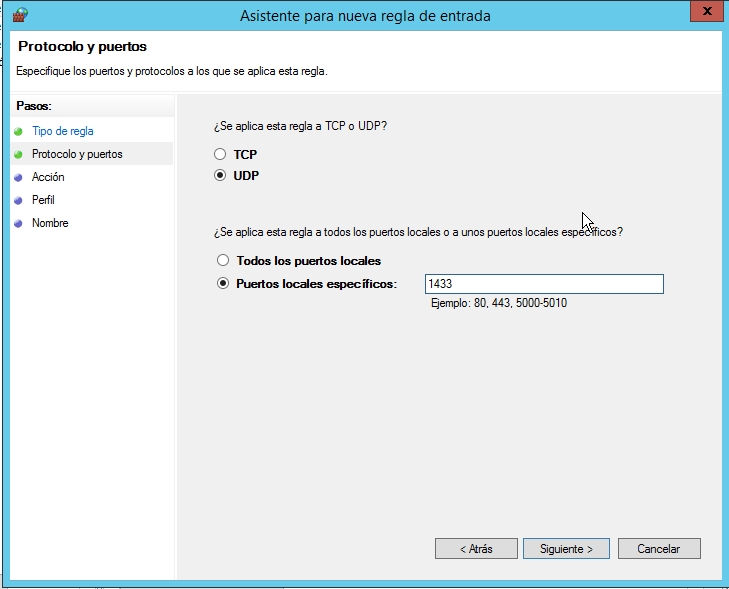 Asistente para nueva regla de entrada
x
Protocolo y puertos
Especifique los puertos y protocolos a los que se aplica esta regla.
Pasos:
Tipo de regla
Protocolo y puertos
Acción
Perfil
Nombre
¿Se aplica esta regla a TCP o UDP?
TCP
UDP
¿Se aplica esta regla a todos los puertos locales o a unos puertos locales específicos?
Todos los puertos locales
Puertos locales específicos:
1433
Ejemplo: 80, 443, 5000-5010
< Atrás
Siguiente >
Cancelar